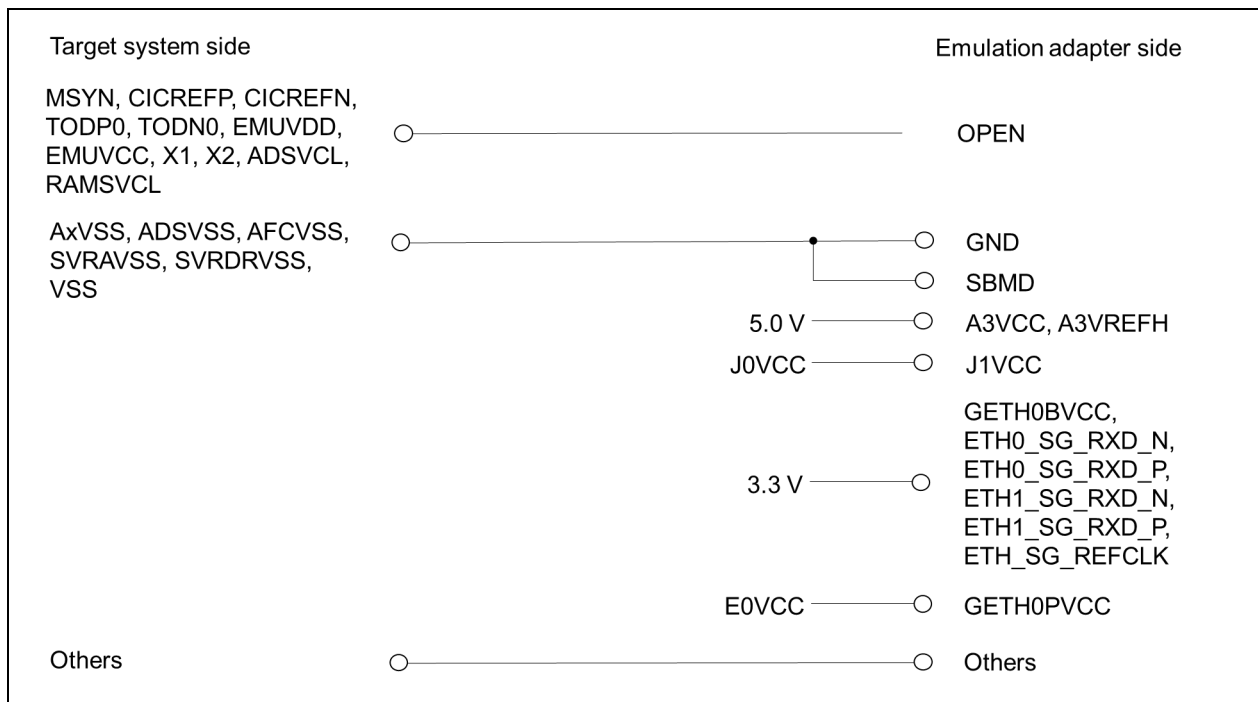 Target system side
Emulation adapter side
MSYN, CICREFP, CICREFN,
TODP0, TODN0, EMUVDD,
EMUVCC, X1, X2, ADSVCL,
RAMSVCL
OPEN
AxVSS, ADSVSS, AFCVSS,
SVRAVSS, SVRDRVSS,
VSS
GND
SBMD
5.0 V
A3VCC, A3VREFH
J0VCC
J1VCC
3.3 V
GETH0BVCC,
ETH0_SG_RXD_N,
ETH0_SG_RXD_P,
ETH1_SG_RXD_N,
ETH1_SG_RXD_P,
ETH_SG_REFCLK
E0VCC
GETH0PVCC
Others
Others